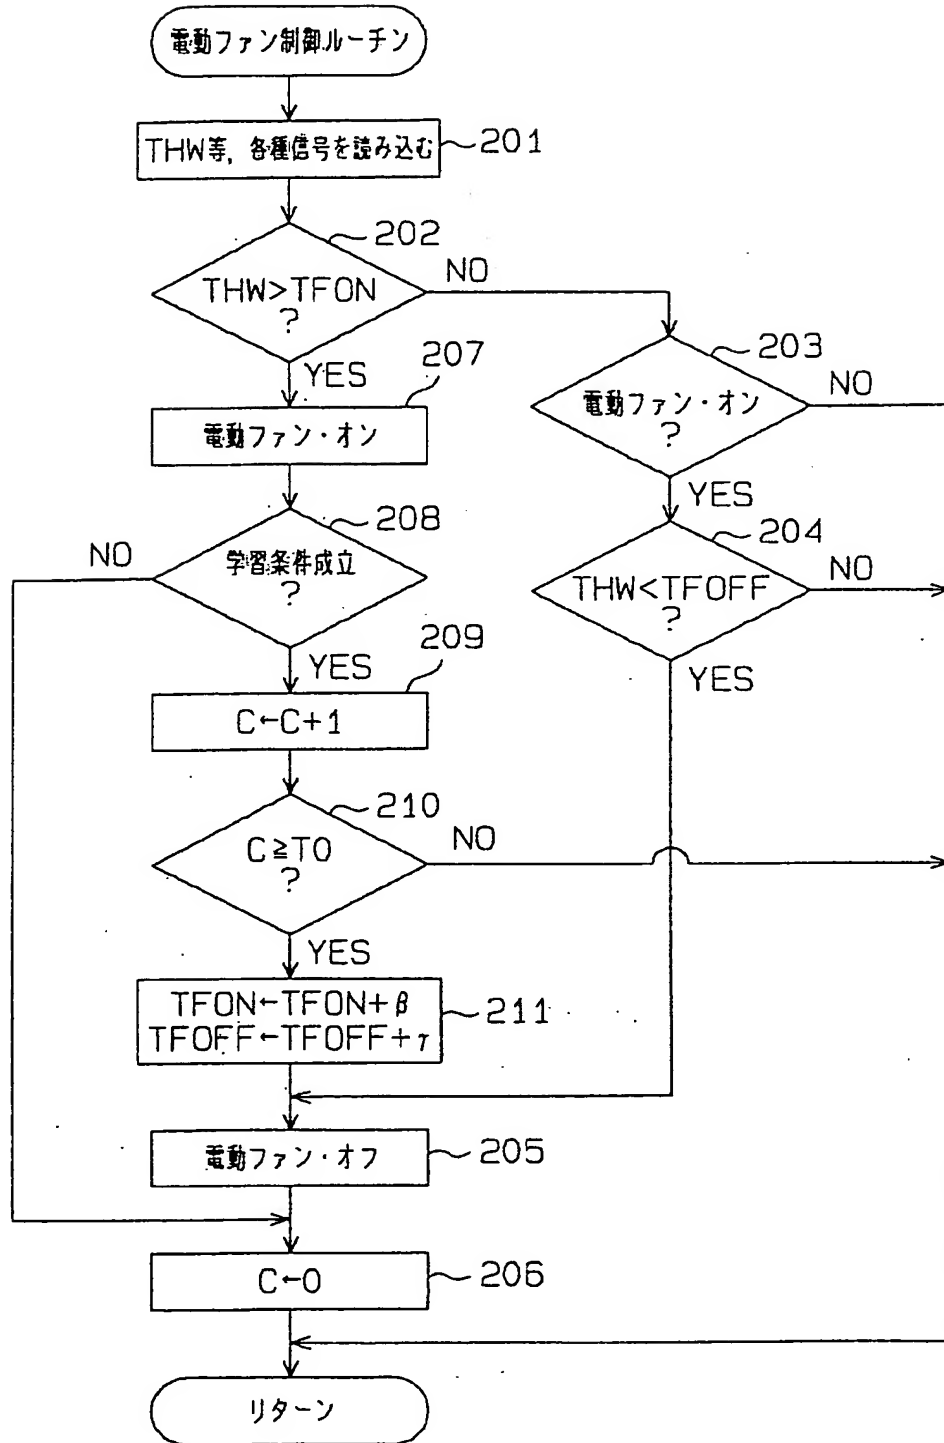 電動ファン制御ルーチン
THW等, 各種信号を読み込む
201
202
THW>TFON
?
NO
YES
203
電動ファン・オン
?
NO
YES
207
電動ファン・オン
204
THW<TFOFF
?
NO
YES
208
学習条件成立
?
NO
YES
209
C←C+1
210
C≧T0
?
NO
YES
TFON←TFON+β
TFOFF←TFOFF+γ
211
電動ファン・オフ
205
C←0
206
リターン